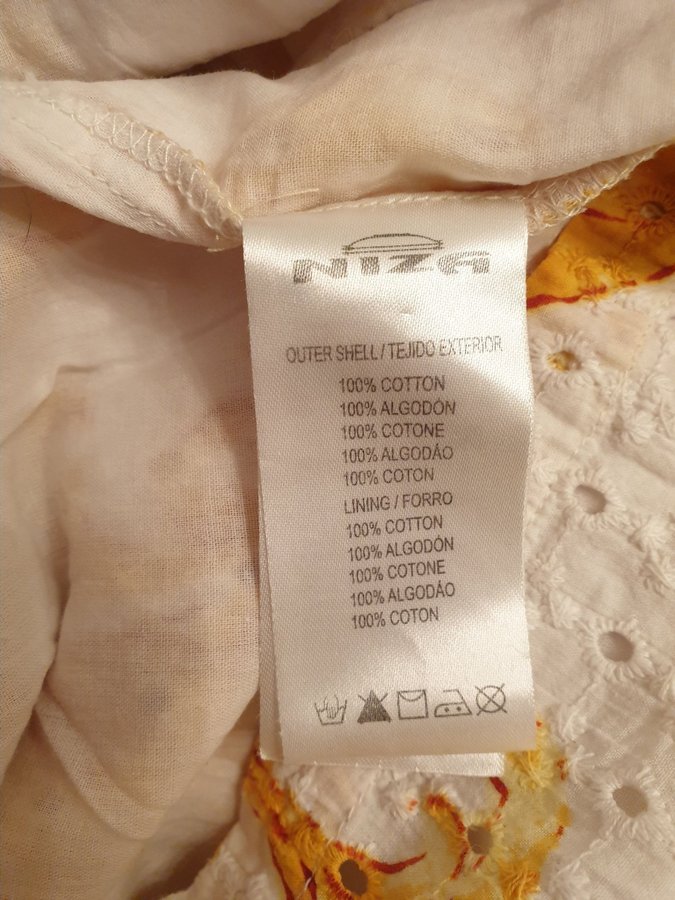 NIZA
OUTER SHELL / TEJIDO EXTERIOR
100% COTTON
100% ALGODÓN
100% COTONE
100% ALGODÃO
100% COTON
LINING / FORRO
100% COTTON
100% ALGODÓN
100% COTONE
100% ALGODÃO
100% COTON